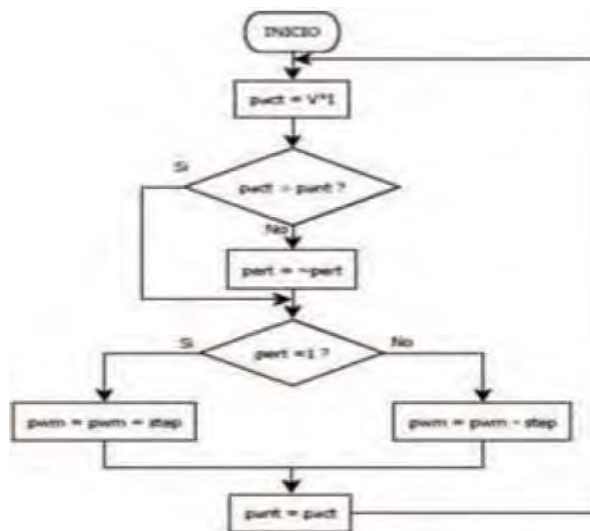 INICIO
pact = V*I
Si
pact > pant ?
No
pert = ~pert
Si
pert =1 ?
No
pwm = pwm = step
pwm = pwm - step
pant = pact